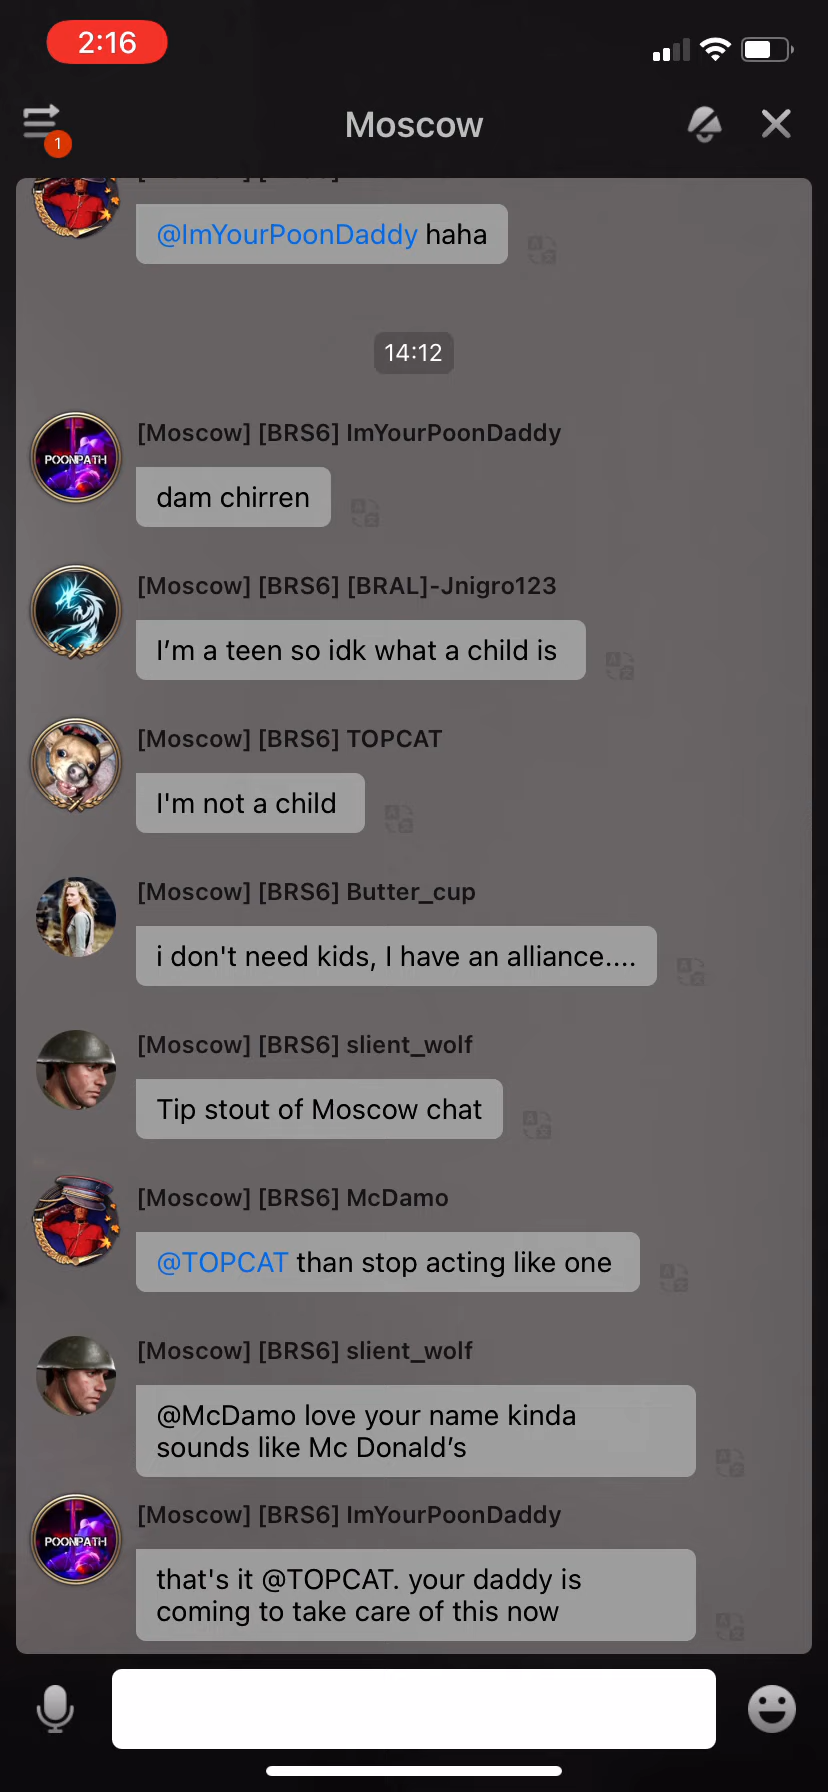 2:16
Moscow
1
@ImYourPoonDaddy haha
14:12
[Moscow] [BRS6] ImYourPoonDaddy
POONPATH
dam chirren
[Moscow] [BRS6] [BRAL]-Jnigro123
I’m a teen so idk what a child is
[Moscow] [BRS6] TOPCAT
I'm not a child
[Moscow] [BRS6] Butter_cup
i don't need kids, I have an alliance....
[Moscow] [BRS6] slient_wolf
Tip stout of Moscow chat
[Moscow] [BRS6] McDamo
@TOPCAT than stop acting like one
[Moscow] [BRS6] slient_wolf
@McDamo love your name kinda
sounds like Mc Donald’s
[Moscow] [BRS6] ImYourPoonDaddy
POONPATH
that's it @TOPCAT. your daddy is
coming to take care of this now